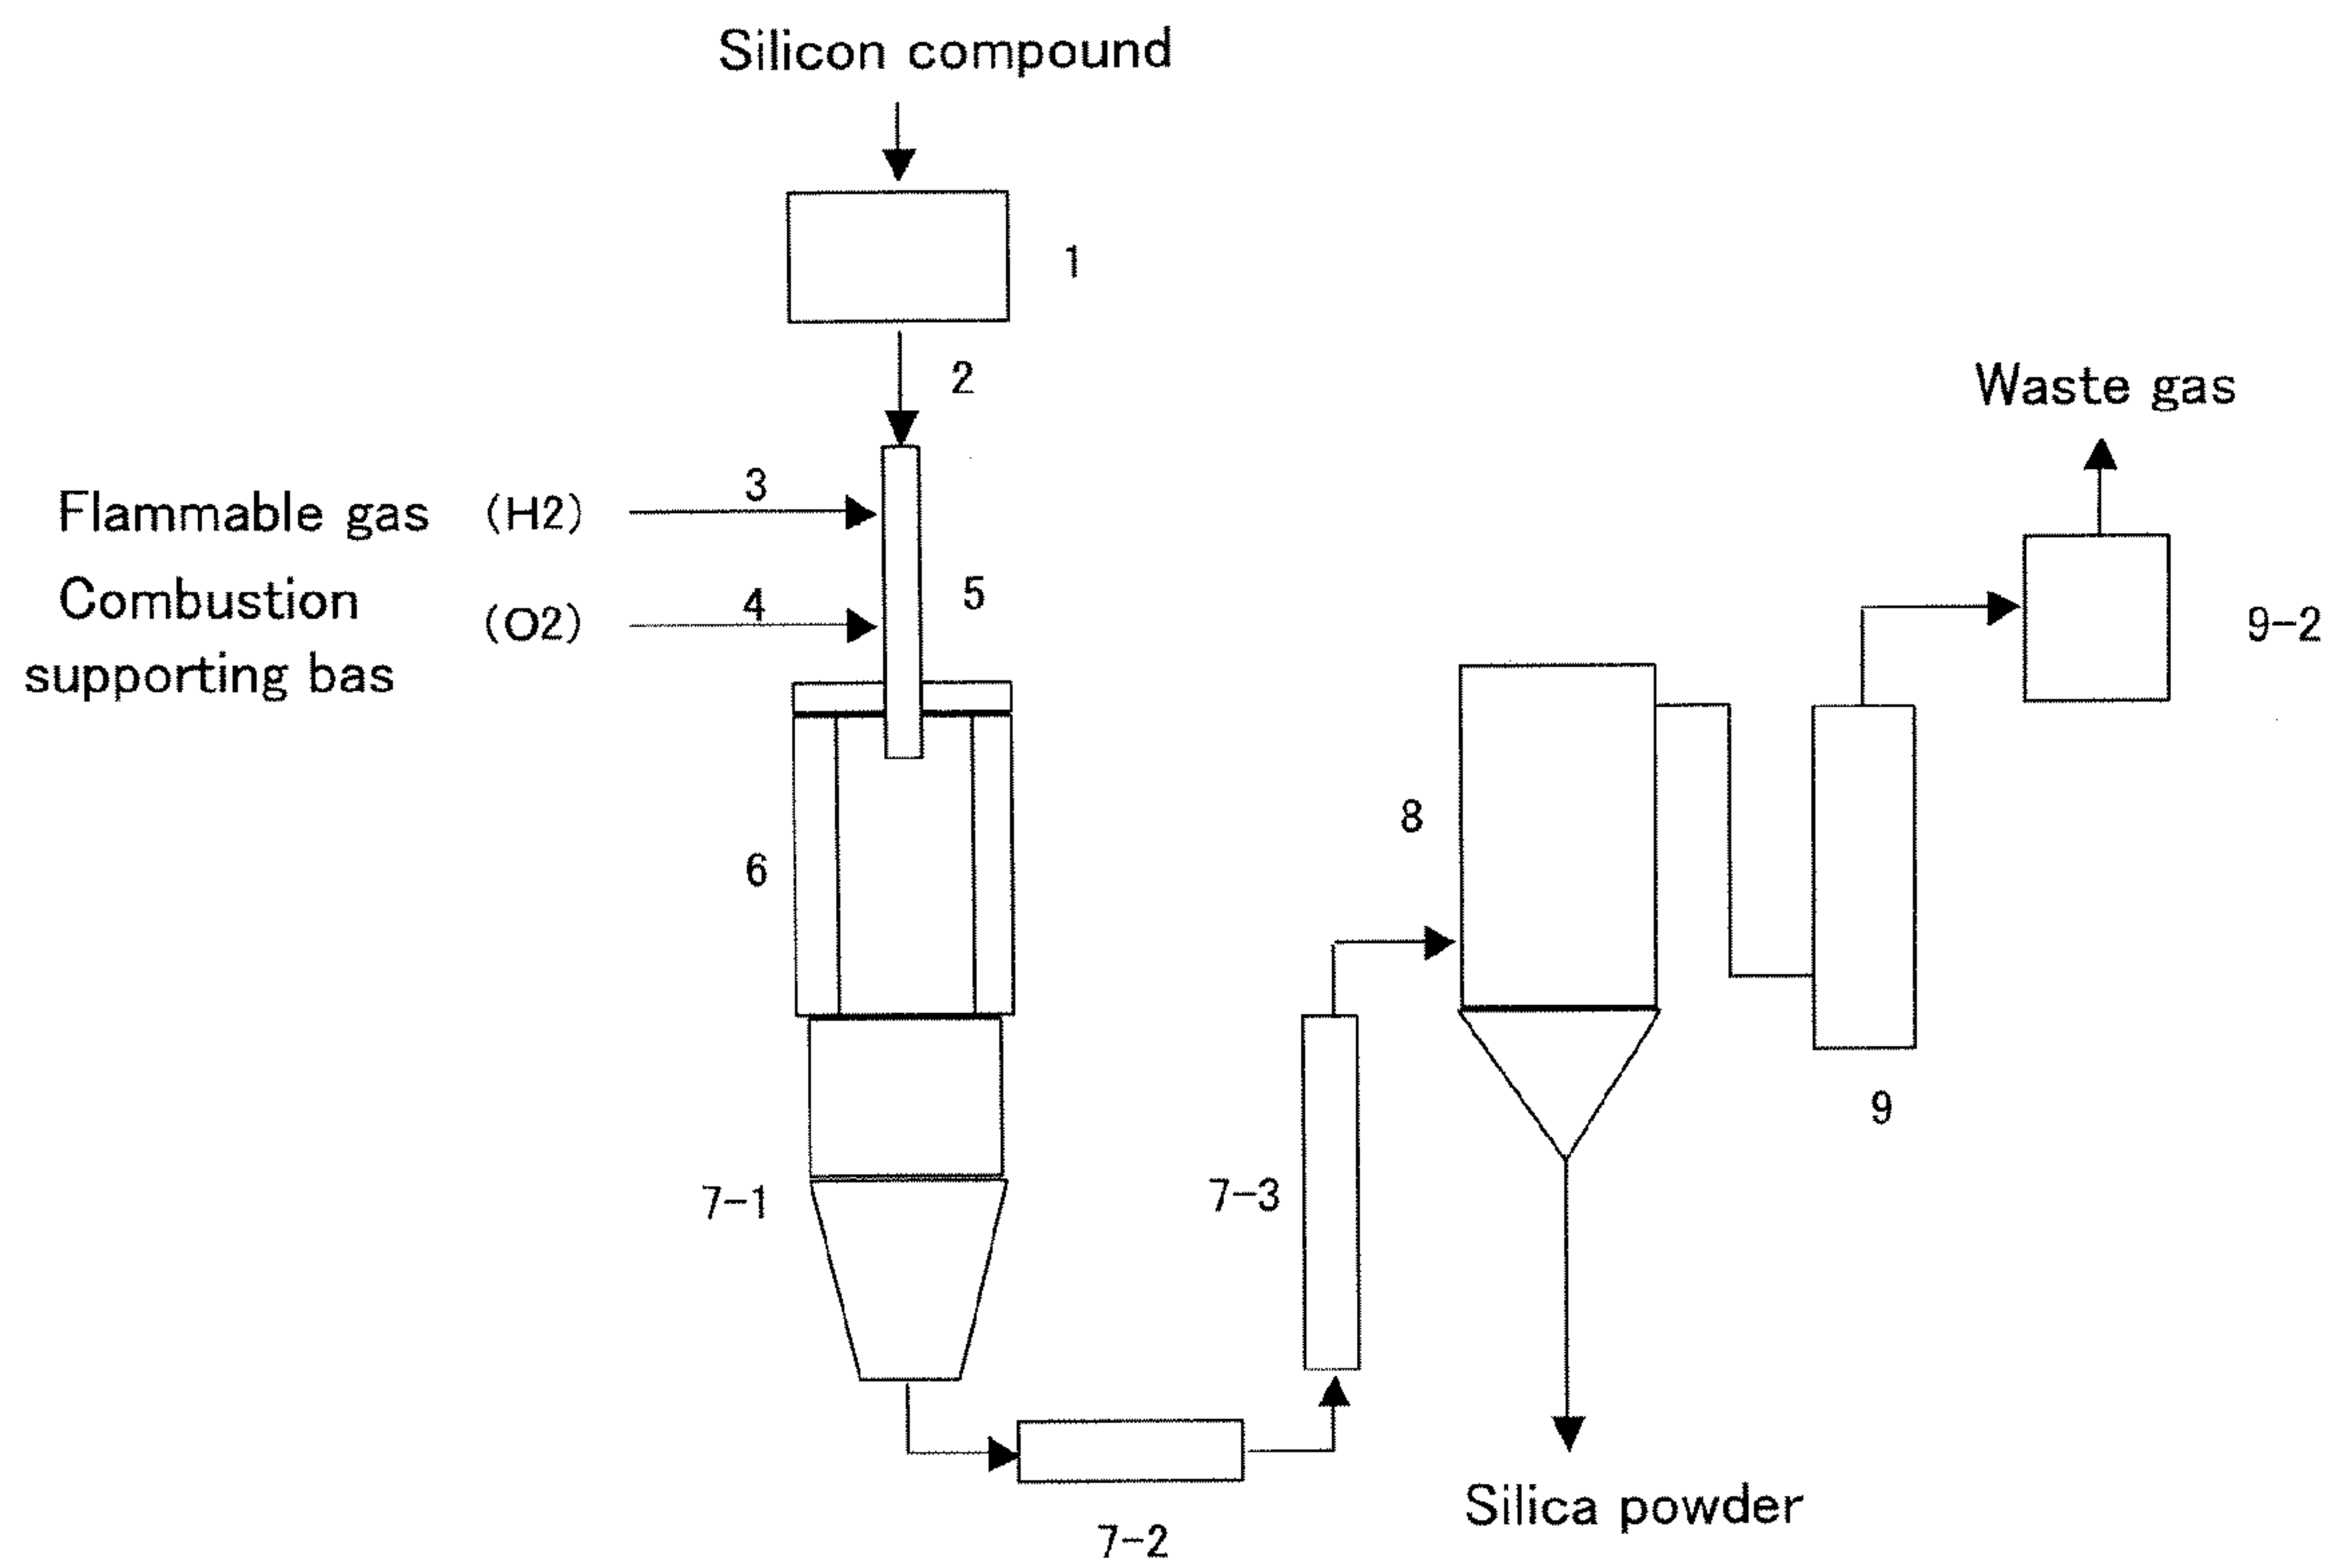 Silicon compound
1
2
Waste gas
Flammable gas (H2)
3
Combustion
supporting bas
(O2)
4
5
9-2
8
6
9
7-1
7-3
Silica powder
7-2